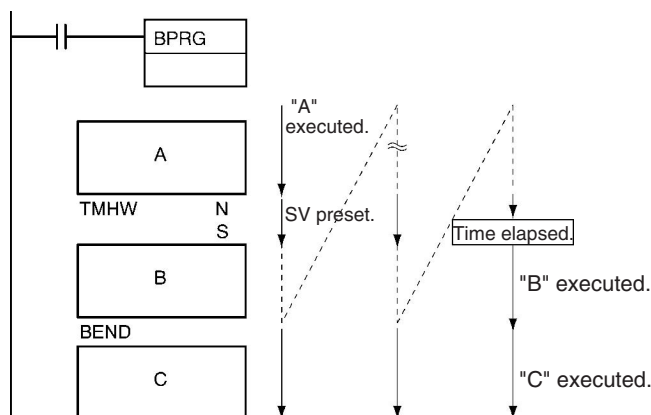 BPRG
"A"
executed.
A
TMHW N
S
SV preset.
Time elapsed.
B
"B" executed.
BEND
C
"C" executed.